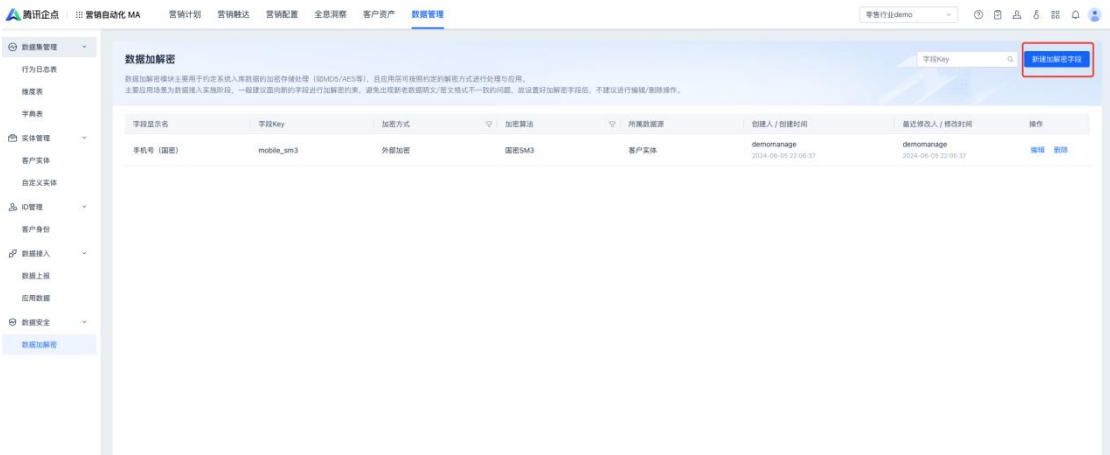 腾讯企点 营销自动化 MA 营销计划 营销触达 营销配置 全息洞察 客户资产 数据管理 零售行业demo
数据集管理
行为日志表
维度表
字典表
实体管理
客户实体
自定义实体
ID管理
客户身份
数据接入
数据上报
应用数据
数据安全
数据加解密
数据加解密
字段Key 新建加解密字段
数据加解密模块主要用于约定系统入库数据的加密存储处理（如MD5/AES等），且应用层可按照约定的解密方式进行处理与应用。
主要应用场景为数据接入实施阶段，一般建议面向新的字段进行加解密约束，避免出现新老数据明文/密文格式不一致的问题，故设置好加解密字段后，不建议进行编辑/删除操作。
字段显示名 字段Key 加密方式 加密算法 所属数据源 创建人 / 创建时间 最近修改人 / 修改时间 操作
手机号（国密） mobile_sm3 外部加密 国密SM3 客户实体 demomanage demomanage 编辑 删除
2024-06-05 22:06:37 2024-06-05 22:06:37